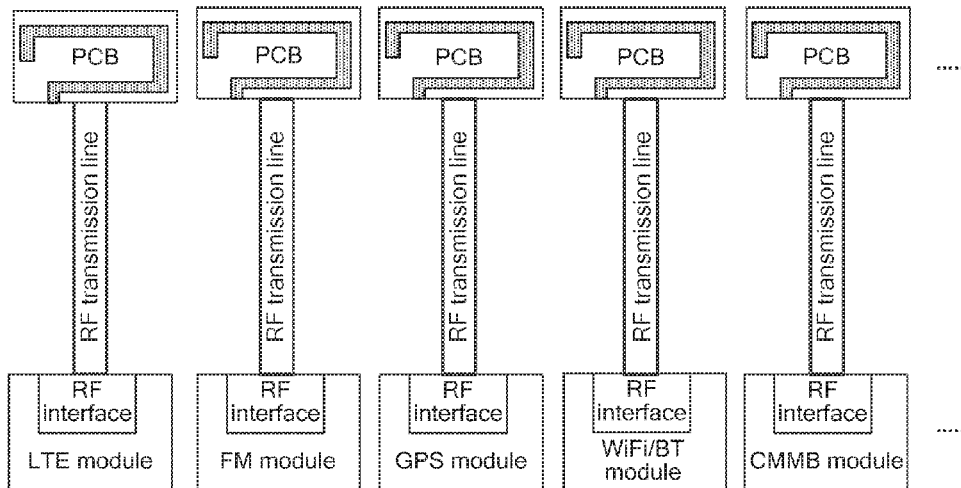 PCB
PCB
PCB
PCB
PCB
....
RF transmission line
RF transmission line
RF transmission line
RF transmission line
RF transmission line
RF
interface
LTE module
RF
interface
FM module
RF
interface
GPS module
RF
interface
WiFi/BT
module
RF
interface
CMMB module
....